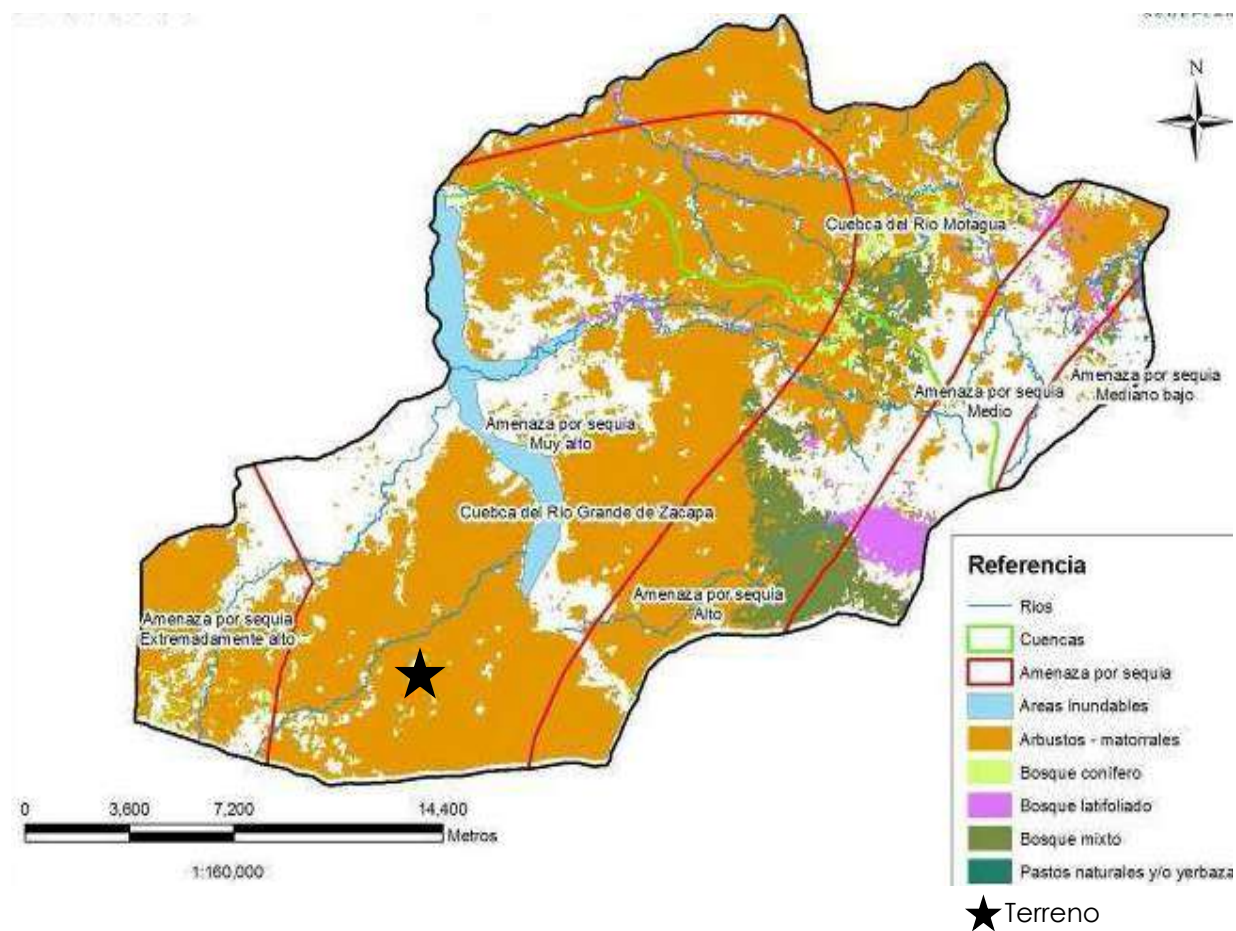 N
Cuebca del Río Motagua
Amenaza por sequia
Mediano bajo
Amenaza por sequia
Medio
Amenaza por sequia
Muy alto
Cuebca del Río Grande de Zacapa
Amenaza por sequia
Alto
Amenaza por sequia
Extremadamente alto
0 3,600 7,200 14,400
Metros
1:160,000
Referencia
Rios
Cuencas
Amenaza por sequia
Areas inundables
Arbustos - matorrales
Bosque conífero
Bosque latifoliado
Bosque mixto
Pastos naturales y/o yerbaza
Terreno